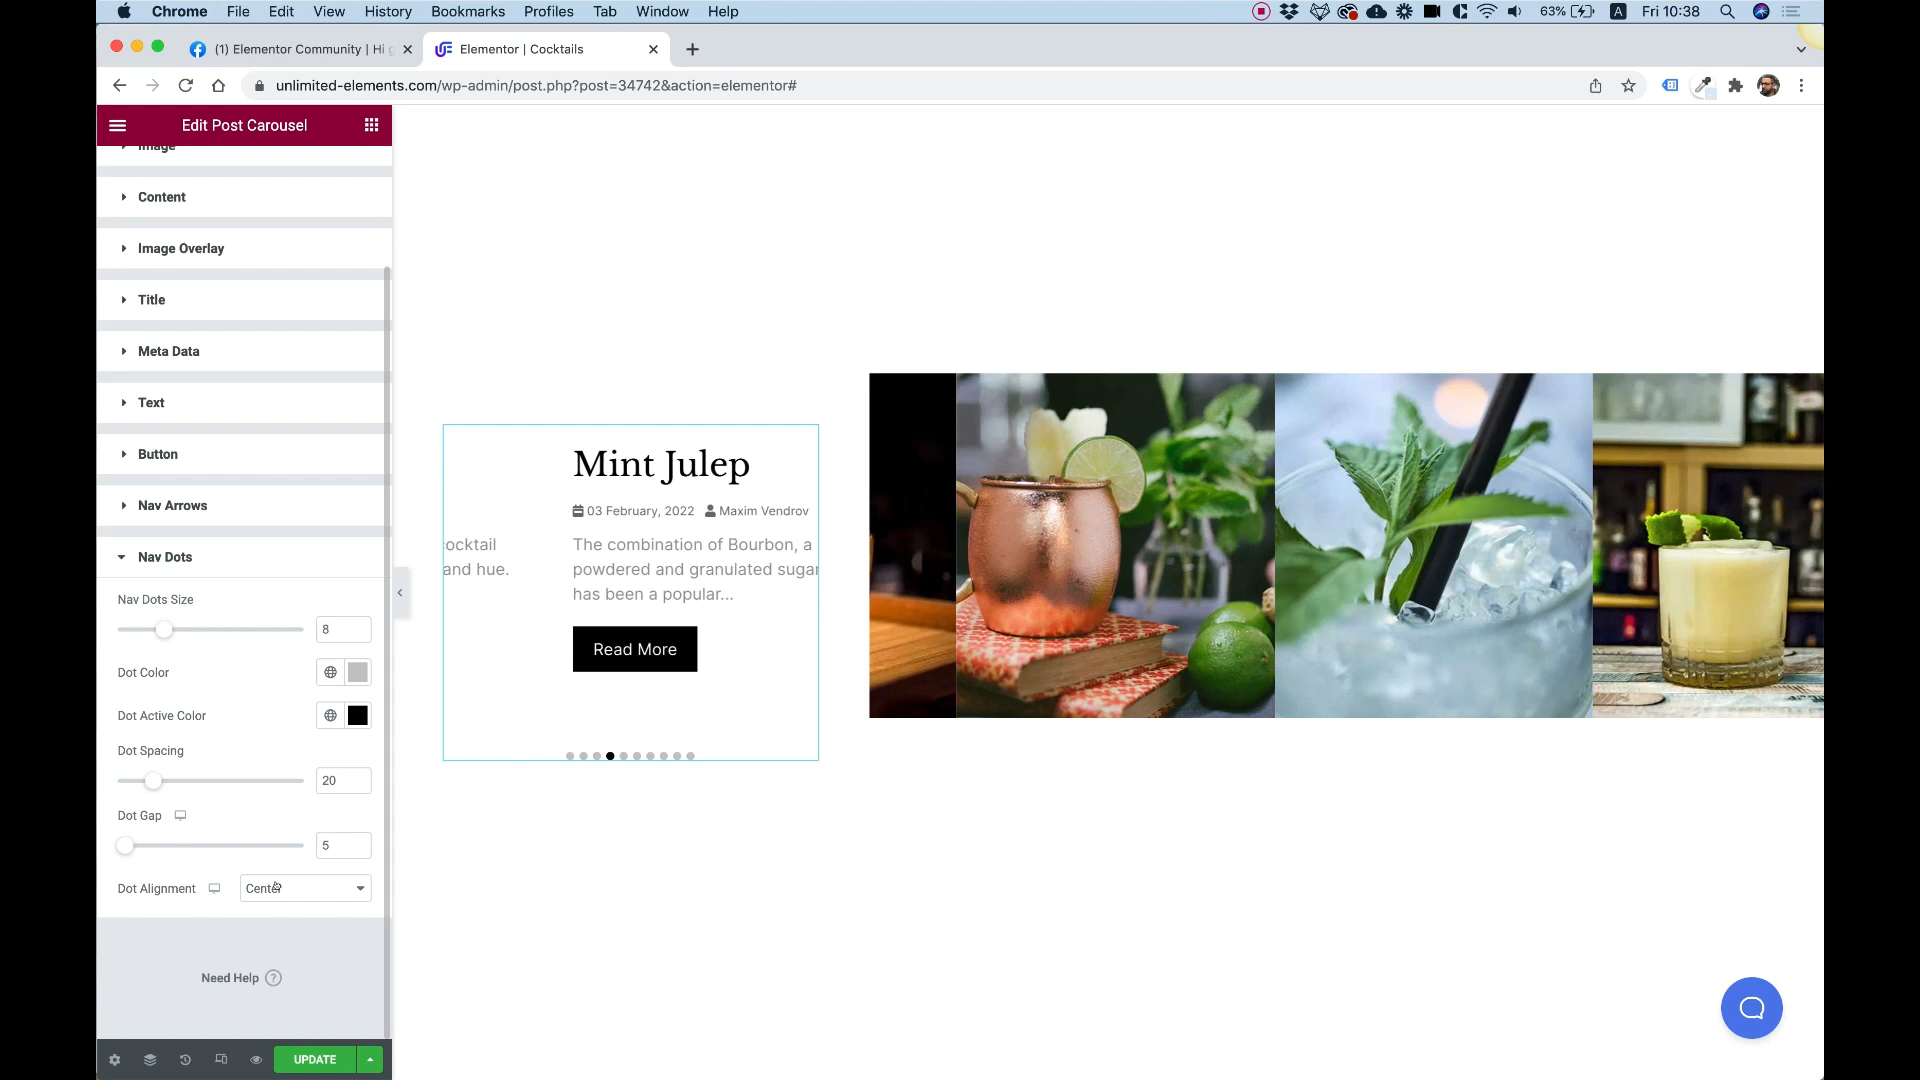 Chrome File Edit View History Bookmarks Profiles Tab Window Help 63% A Fri 10:38
(1) Elementor Community | Hi g
Elementor | Cocktails
unlimited-elements.com/wp-admin/post.php?post=34742&action=elementor#
Edit Post Carousel
Image
Content
Image Overlay
Title
Meta Data
Text
Button
Nav Arrows
Nav Dots
Nav Dots Size
8
Dot Color
Dot Active Color
Dot Spacing
20
Dot Gap
5
Dot Alignment Center
Need Help ?
UPDATE
Mint Julep
03 February, 2022 Maxim Vendrov
ocktail
and hue.
The combination of Bourbon, a
powdered and granulated sugar
has been a popular...
Read More